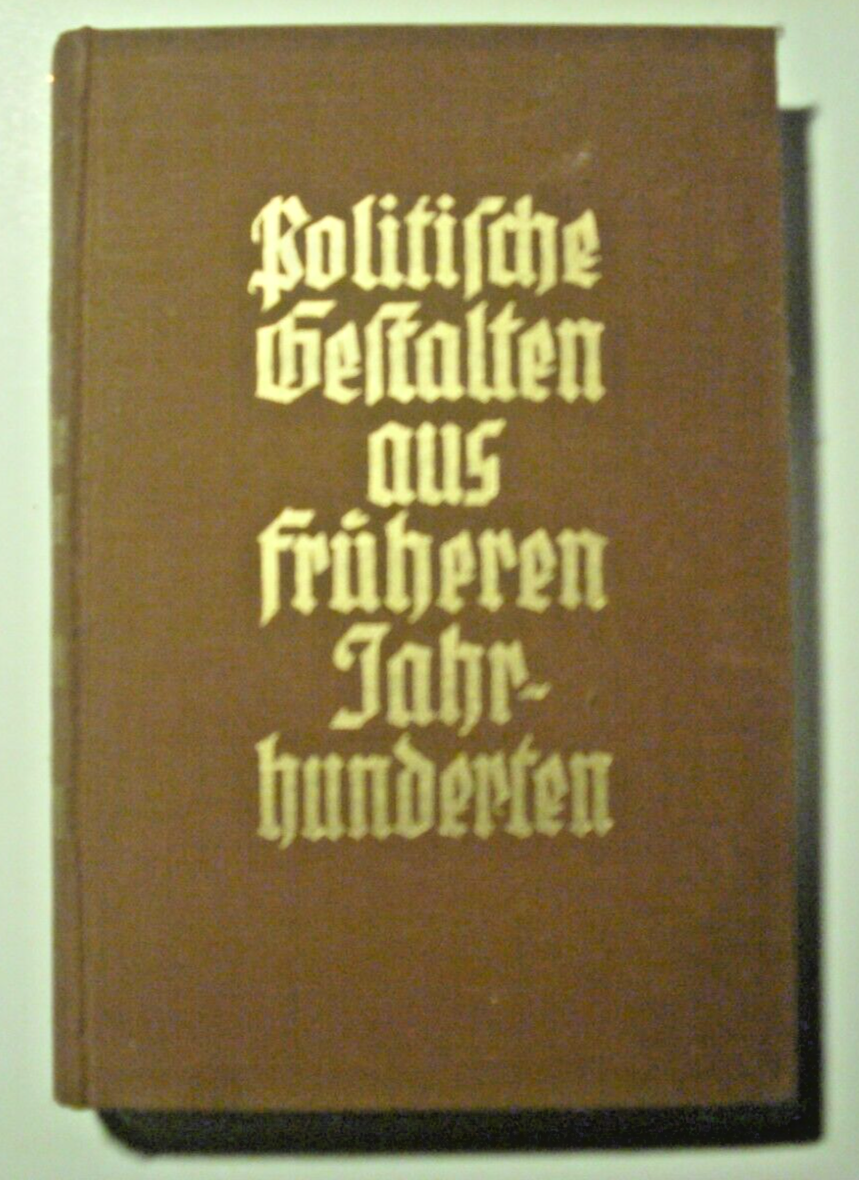 Politiſche
Geſtalten
aus
früheren
Jahr-
hunderten